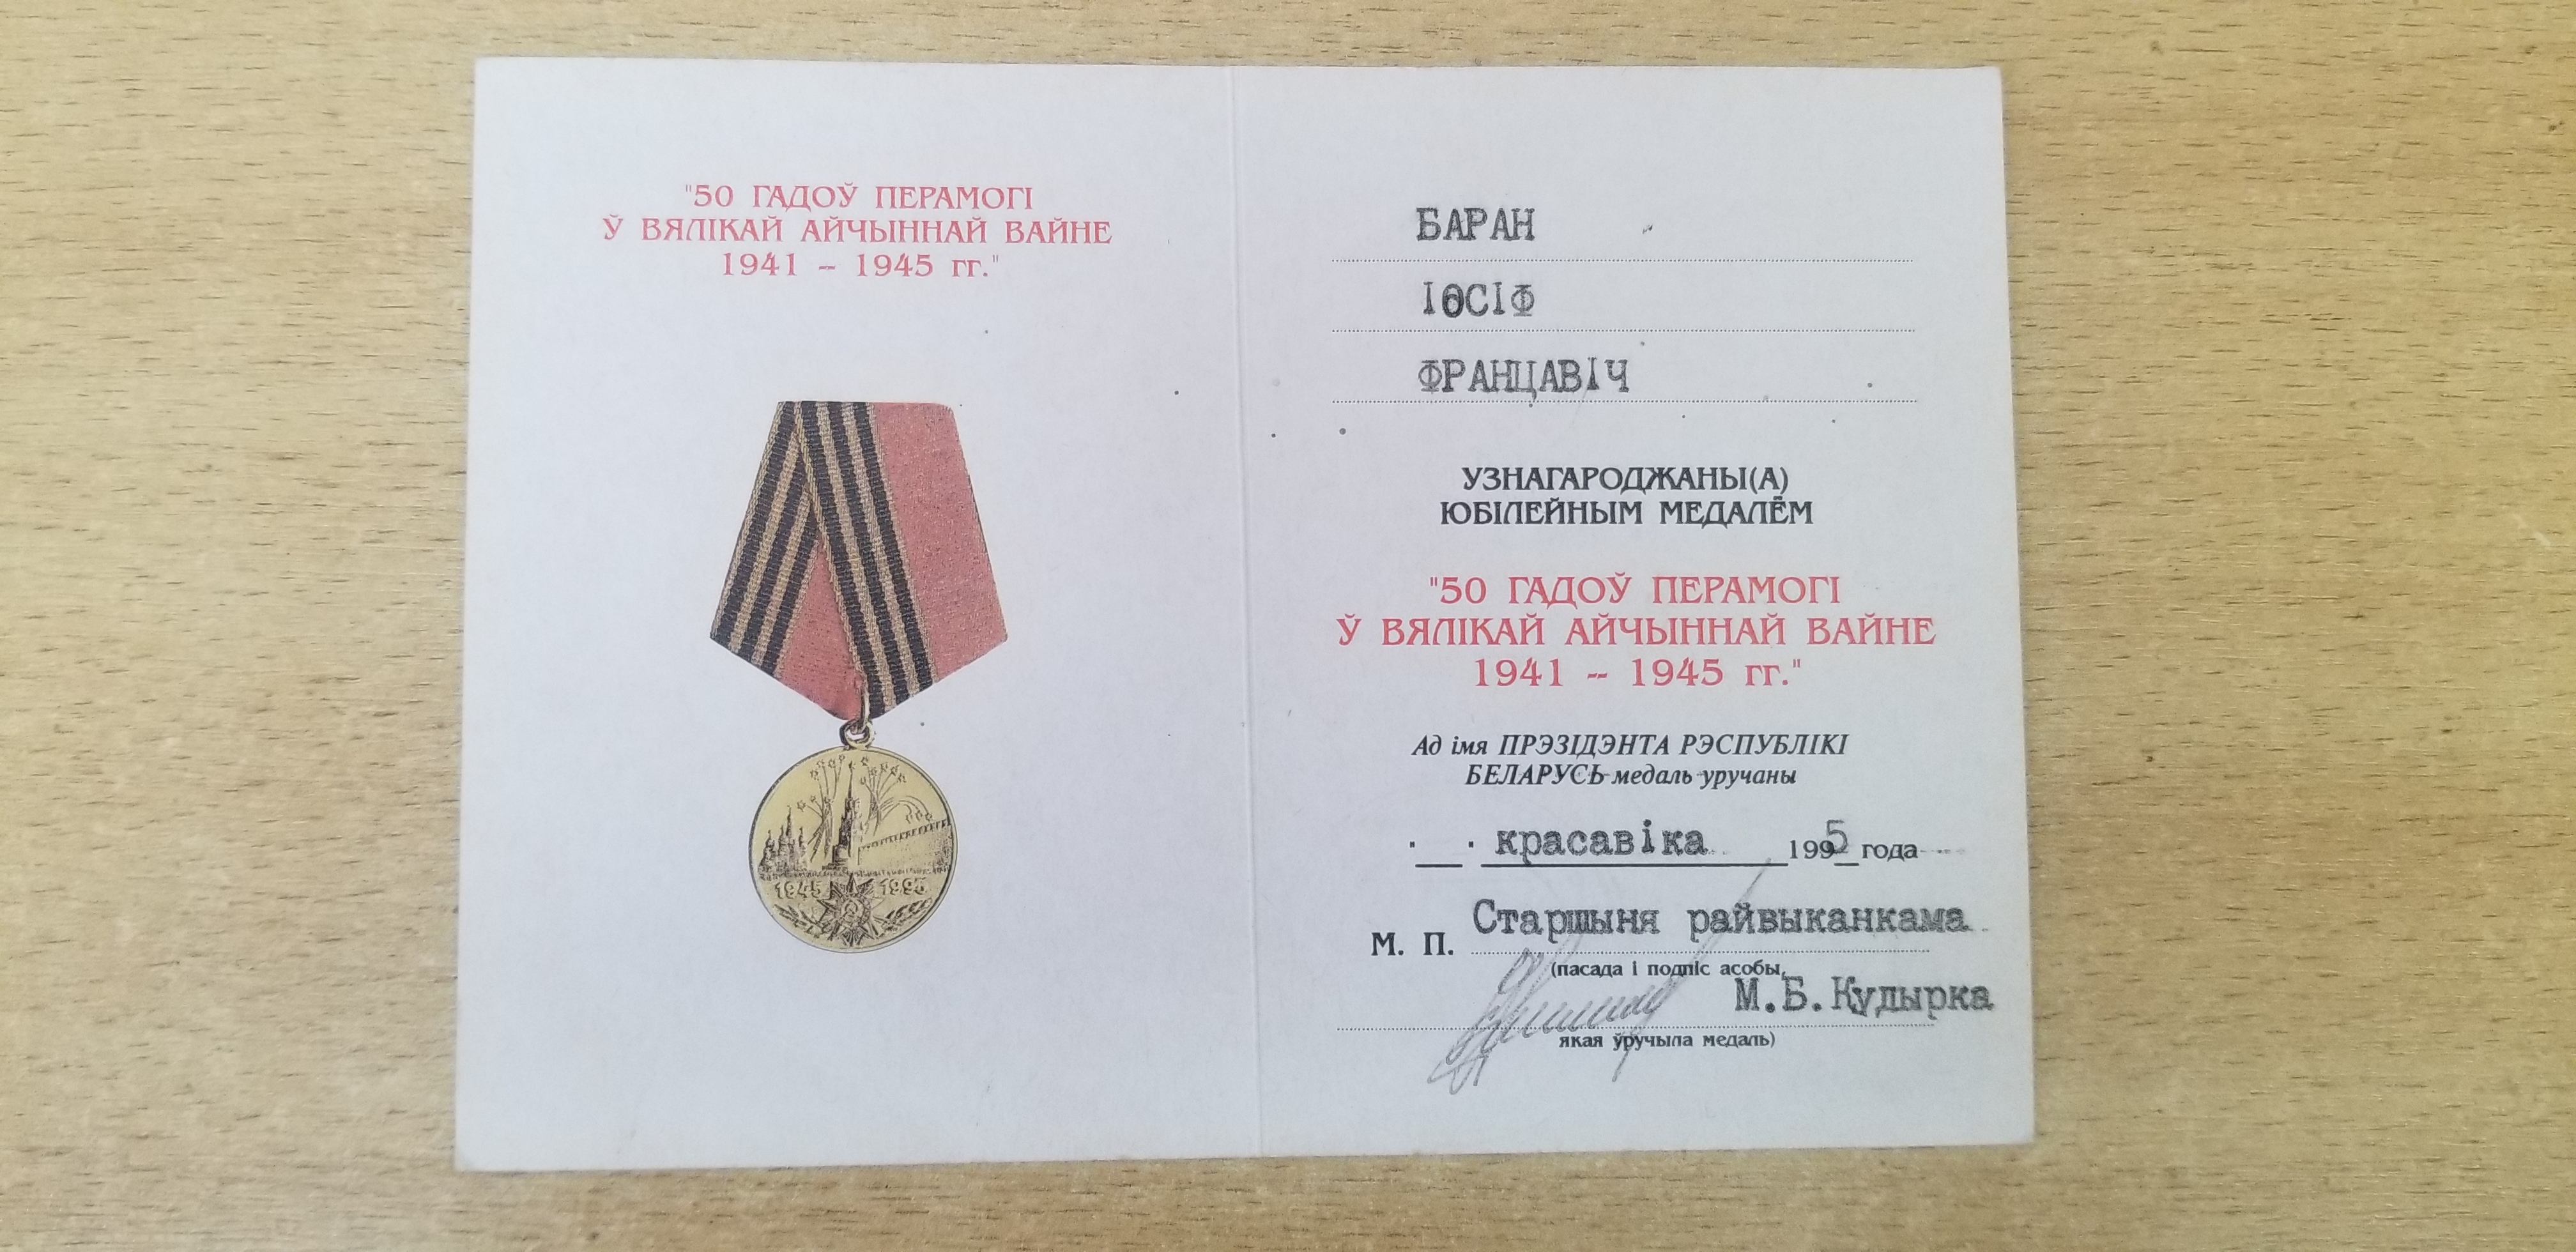 "50 ГАДОЎ ПЕРАМОГІ
Ў ВЯЛІКАЙ АЙЧЫННАЙ ВАЙНЕ
1941 – 1945 гг."
1945 1995
БАРАН
ІОСІФ
ФРАНЦАВІЧ
УЗНАГАРОДЖАНЫ(А)
ЮБІЛЕЙНЫМ МЕДАЛЁМ
"50 ГАДОЎ ПЕРАМОГІ
Ў ВЯЛІКАЙ АЙЧЫННАЙ ВАЙНЕ
1941 – 1945 гг."
Ад імя ПРЭЗІДЭНТА РЭСПУБЛІКІ
БЕЛАРУСЬ медаль уручаны
красавіка 1995 года
М. П. Старшыня райвыканкама
(пасада і подпіс асобы,
М.Б.Кудырка
якая ўручыла медаль)